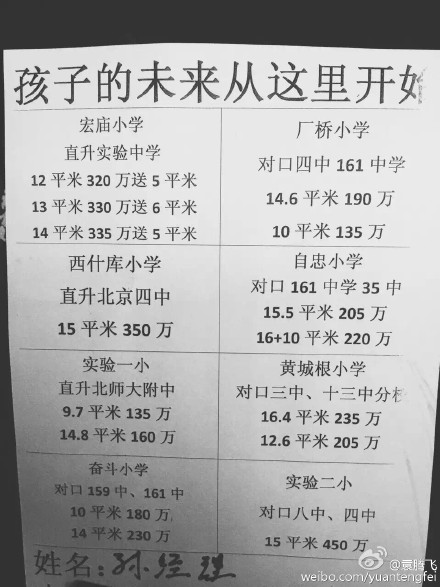 孩子的未来从这里开始
宏庙小学
直升实验中学
12 平米 320 万送 5 平米
13 平米 330 万送 6 平米
14 平米 335 万送 5 平米
厂桥小学
对口四中 161 中学
14.6 平米 190 万
10 平米 135 万
西什库小学
直升北京四中
15 平米 350 万
自忠小学
对口 161 中学 35 中
15.5 平米 205 万
16+10 平米 220 万
实验一小
直升北师大附中
9.7 平米 135 万
14.8 平米 160 万
黄城根小学
对口三中、十三中分校
16.4 平米 235 万
12.6 平米 205 万
奋斗小学
对口 159 中、161 中
10 平米 180 万
14 平米 230 万
实验二小
对口八中、四中
15 平米 450 万
姓名:孙经理
@袁腾飞
weibo.com/yuantengfei